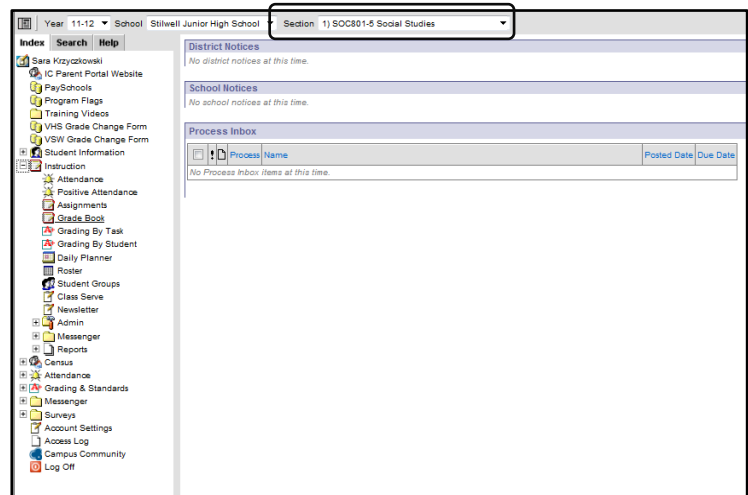 Year 11-12 School Stilwell Junior High School Section 1) SOC801-5 Social Studies
Index Search Help
Sara Krzyczkowski
IC Parent Portal Website
PaySchools
Program Flags
Training Videos
VHS Grade Change Form
VSW Grade Change Form
Student Information
Instruction
Attendance
Positive Attendance
Assignments
Grade Book
Grading By Task
Grading By Student
Daily Planner
Roster
Student Groups
Class Serve
Newsletter
Admin
Messenger
Reports
Census
Attendance
Grading & Standards
Messenger
Surveys
Account Settings
Access Log
Campus Community
Log Off
District Notices
No district notices at this time.
School Notices
No school notices at this time.
Process Inbox
! Process Name Posted Date Due Date
No Process Inbox items at this time.